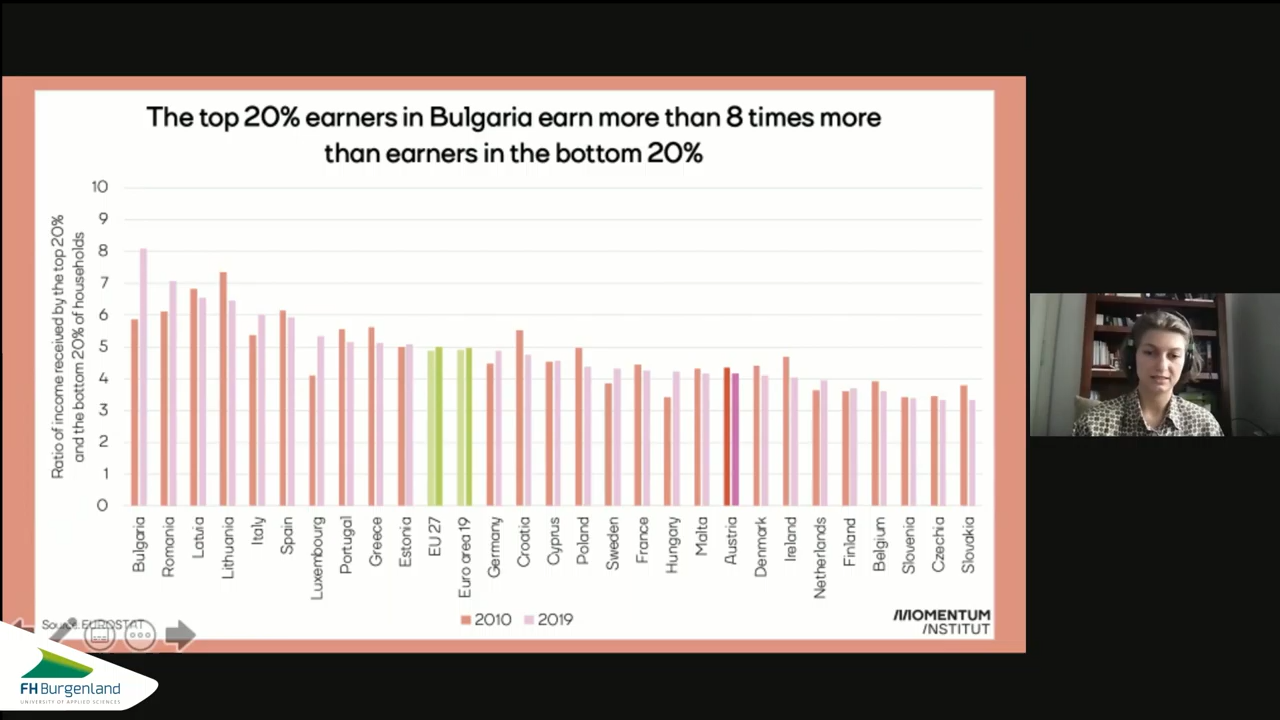 The top 20% earners in Bulgaria earn more than 8 times more
than earners in the bottom 20%
Ratio of income received by the top 20%
and the bottom 20% of households
10
9
8
7
6
5
4
3
2
1
0
Bulgaria
Romania
Latvia
Lithuania
Italy
Spain
Luxembourg
Portugal
Greece
Estonia
EU 27
Euro area 19
Germany
Croatia
Cyprus
Poland
Sweden
France
Hungary
Malta
Austria
Denmark
Ireland
Netherlands
Finland
Belgium
Slovenia
Czechia
Slovakia
2010
2019
Source: EUROSTAT
MOMENTUM
INSTITUT
FH Burgenland
UNIVERSITY OF APPLIED SCIENCES